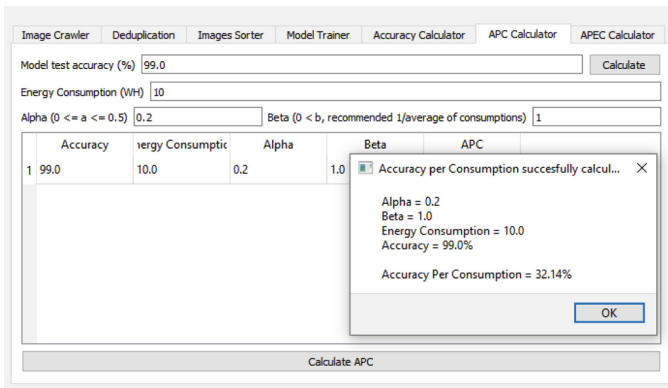 Image Crawler Deduplication Images Sorter Model Trainer Accuracy Calculator APC Calculator APEC Calculator
Model test accuracy (%) 99.0 Calculate
Energy Consumption (WH) 10
Alpha (0 <= a <= 0.5) 0.2 Beta (0 < b, recommended 1/average of consumptions) 1
Accuracy ıergy Consumptic Alpha Beta APC
1 99.0 10.0 0.2 1.0
Accuracy per Consumption succesfully calcul...
Alpha = 0.2
Beta = 1.0
Energy Consumption = 10.0
Accuracy = 99.0%
Accuracy Per Consumption = 32.14%
OK
Calculate APC